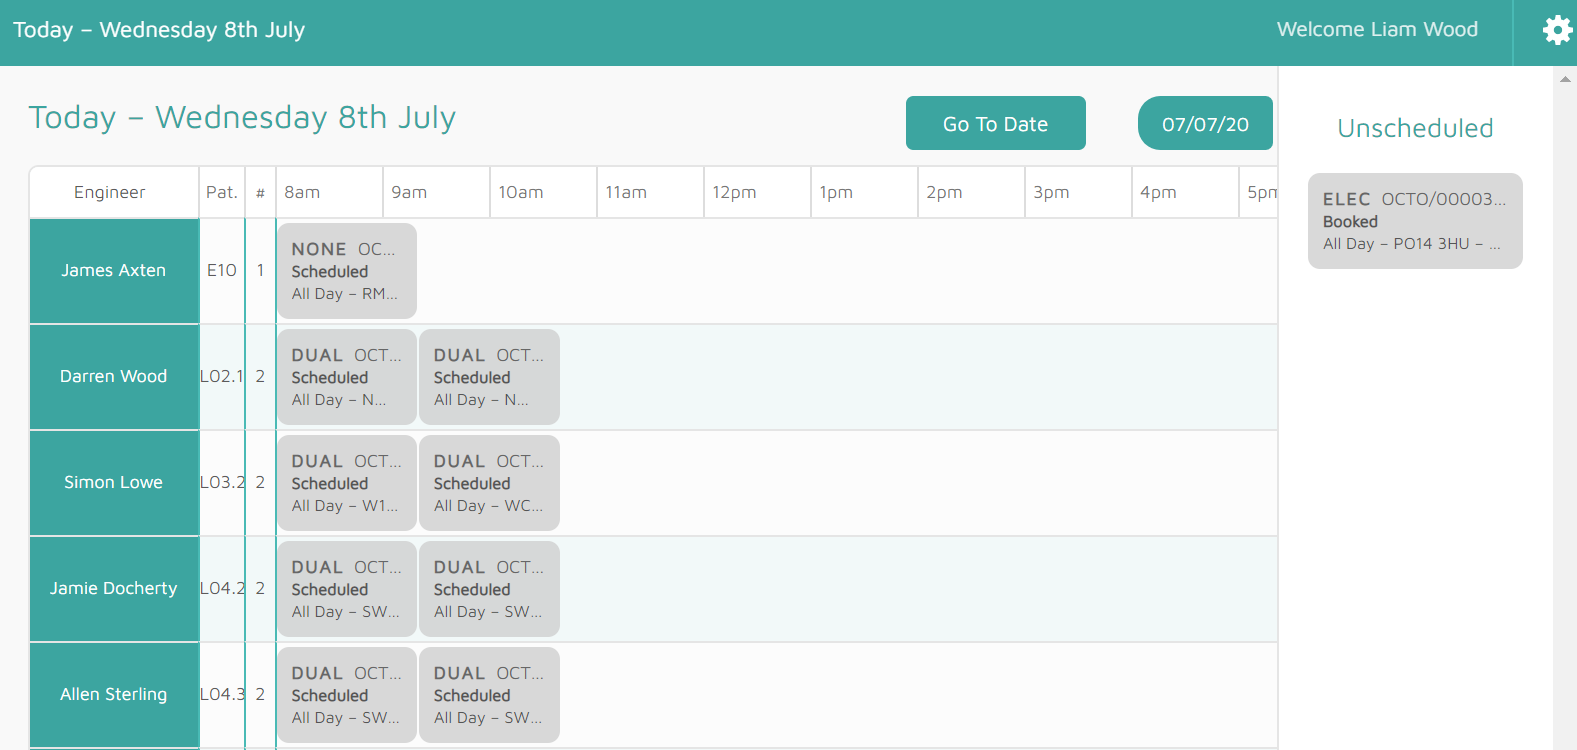 Today – Wednesday 8th July
Welcome Liam Wood
Today – Wednesday 8th July
Go To Date
07/07/20
Unscheduled
Engineer Pat. # 8am 9am 10am 11am 12pm 1pm 2pm 3pm 4pm 5pm
ELEC OCTO/00003...
Booked
All Day – PO14 3HU – ...
James Axten E10 1
NONE OC...
Scheduled
All Day – RM...
Darren Wood L02.1 2
DUAL OCT...
Scheduled
All Day – N...
DUAL OCT...
Scheduled
All Day – N...
Simon Lowe L03.2 2
DUAL OCT...
Scheduled
All Day – W1...
DUAL OCT...
Scheduled
All Day – WC...
Jamie Docherty L04.2 2
DUAL OCT...
Scheduled
All Day – SW...
DUAL OCT...
Scheduled
All Day – SW...
Allen Sterling L04.3 2
DUAL OCT...
Scheduled
All Day – SW...
DUAL OCT...
Scheduled
All Day – SW...